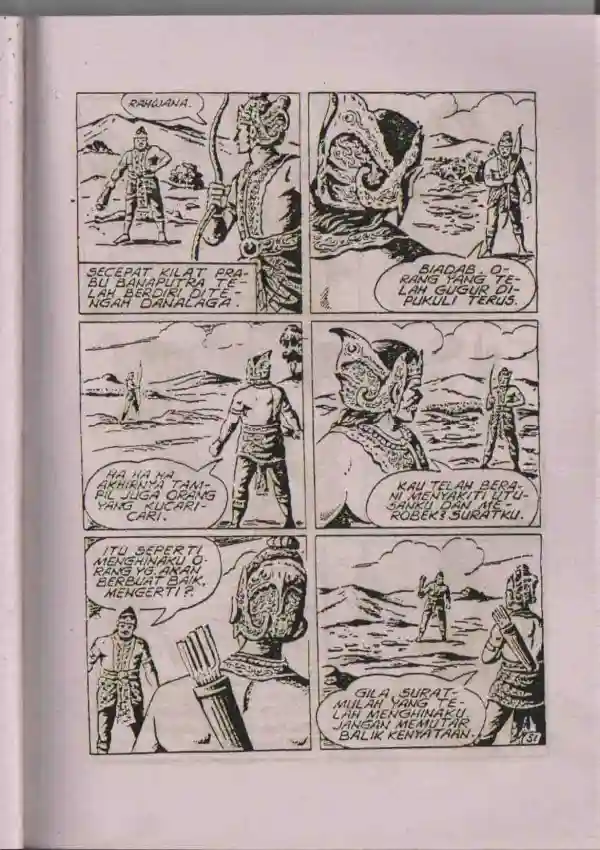 RAHWANA.
SECEPAT KILAT PRA-
BU BANAPUTRA TE-
LAH BERDIRI DITE-
NGAH DANALAGA.
BIADAB. O-
RANG YANG TE-
LAH GUGUR DI-
PUKULI TERUS.
HA HA HA
AKHIRNYA TAM-
PIL JUGA ORANG
YANG KUCARI-
CARI.
KAU TELAH BERA-
NI MENYAKITI UTU-
SANKU DAN ME-
ROBEK² SURATKU.
ITU SEPERTI
MENGHINAKU O-
RANG YG. AKAN
BERBUAT BAIK.
MENGERTI?.
GILA SURAT-
MULAH YANG TE-
LAH MENGHINAKU
JANGAN MEMUTAR
BALIK KENYATAAN.
51